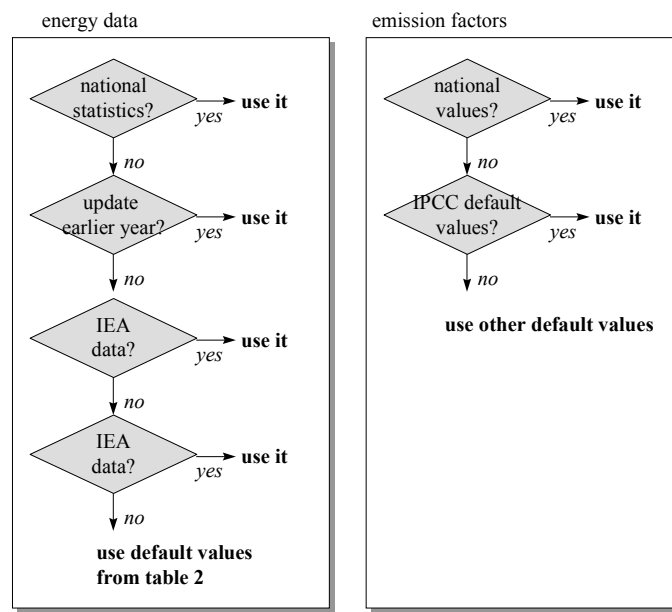 energy data
national
statistics?
yes
use it
no
update
earlier year?
yes
use it
no
IEA
data?
yes
use it
no
IEA
data?
yes
use it
no
use default values
from table 2
emission factors
national
values?
yes
use it
no
IPCC default
values?
yes
use it
no
use other default values